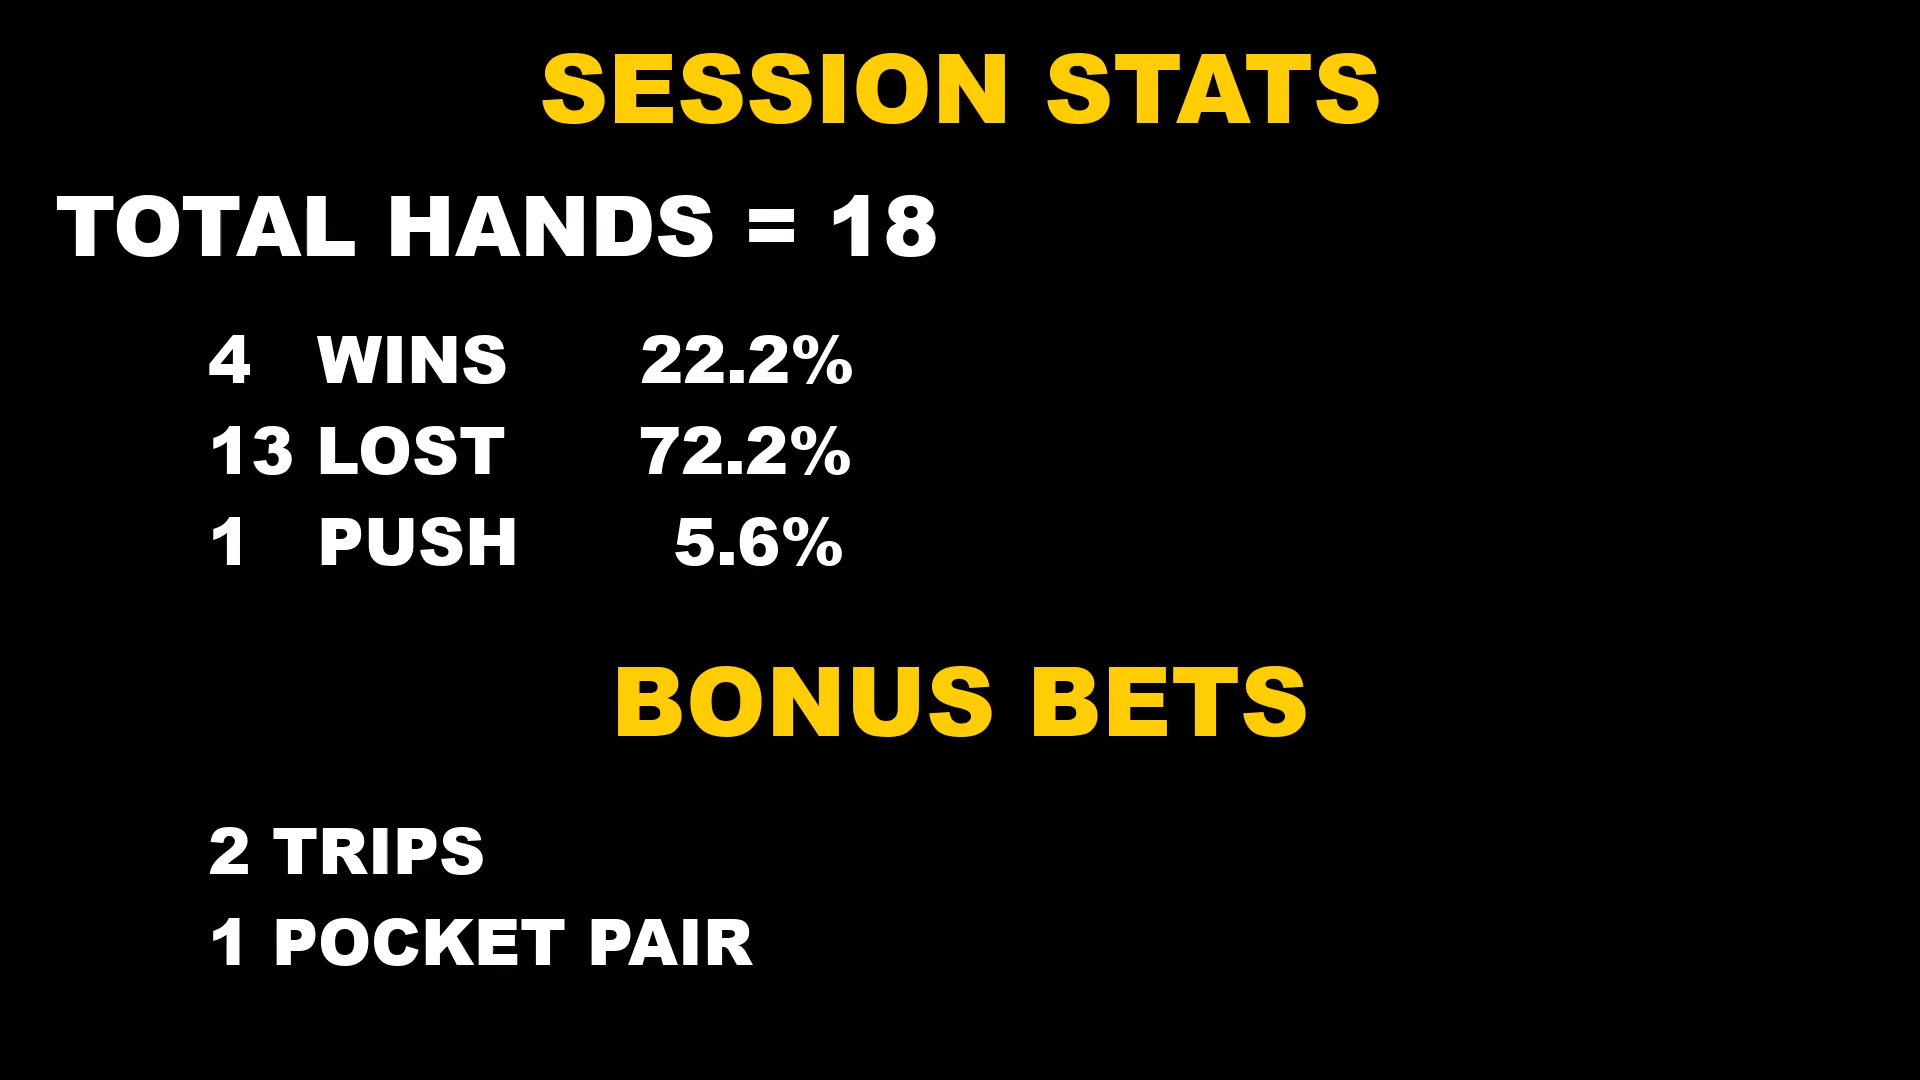 SESSION STATS
TOTAL HANDS = 18
4 WINS 22.2%
13 LOST 72.2%
1 PUSH 5.6%
BONUS BETS
2 TRIPS
1 POCKET PAIR